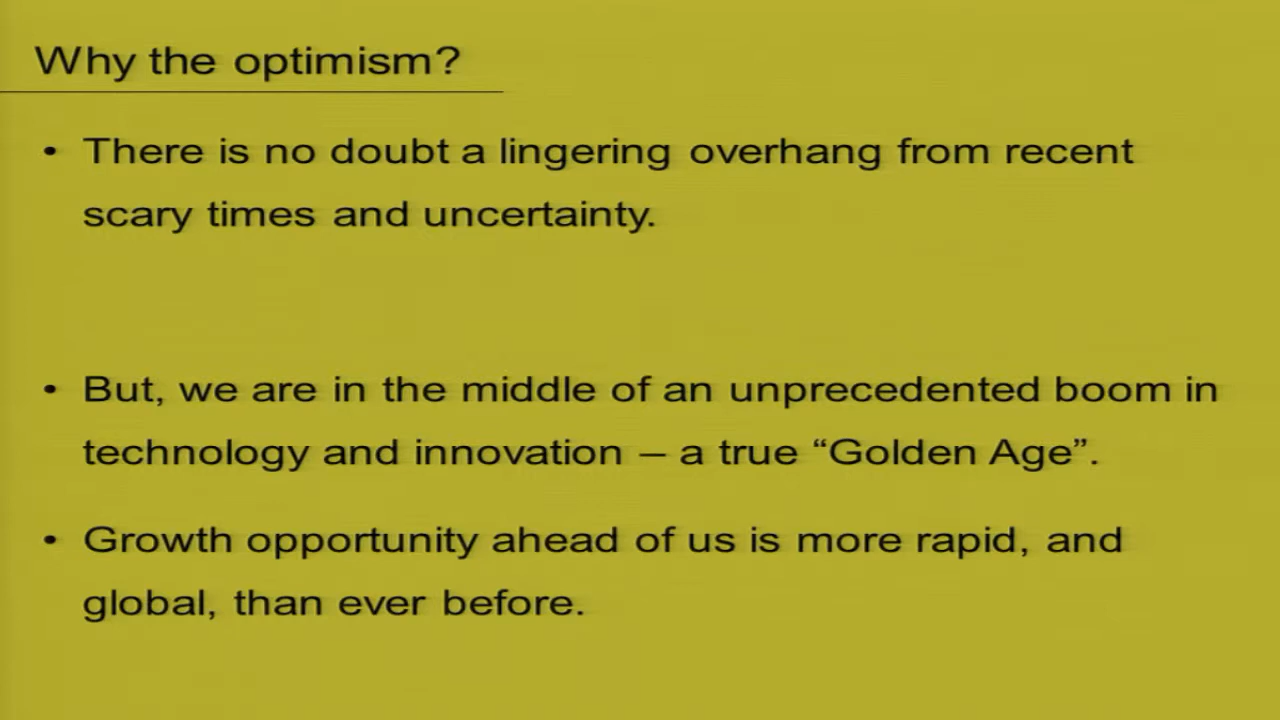 Why the optimism?
• There is no doubt a lingering overhang from recent
scary times and uncertainty.
• But, we are in the middle of an unprecedented boom in
technology and innovation – a true “Golden Age”.
• Growth opportunity ahead of us is more rapid, and
global, than ever before.